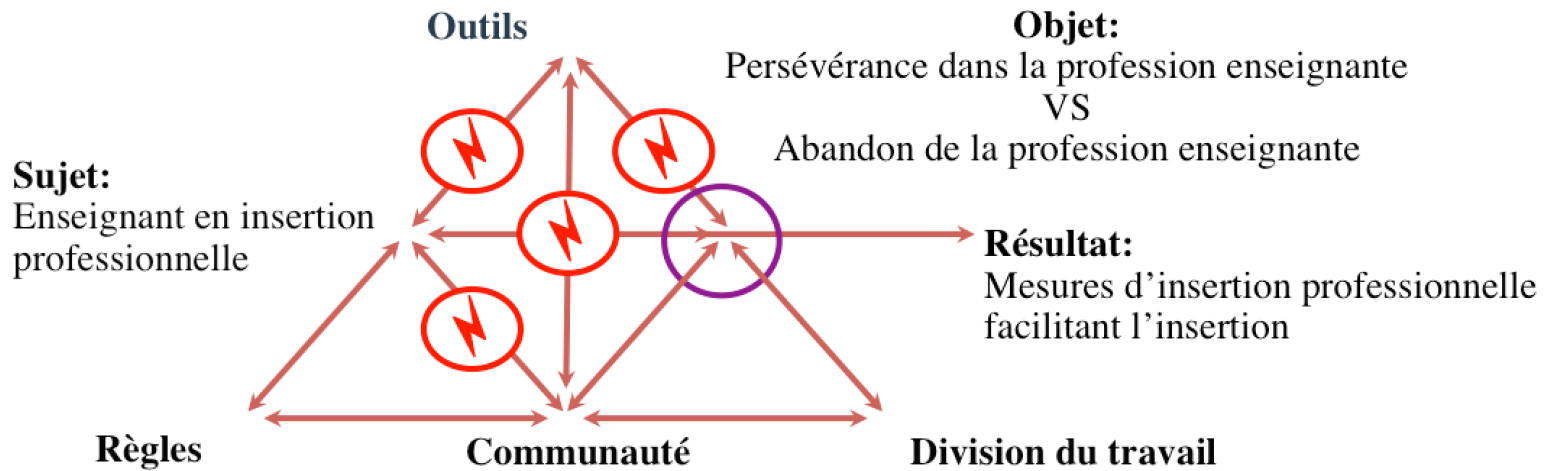 Outils
Objet:
Persévérance dans la profession enseignante
VS
Abandon de la profession enseignante
Sujet:
Enseignant en insertion
professionnelle
Résultat:
Mesures d’insertion professionnelle
facilitant l’insertion
Règles
Communauté
Division du travail